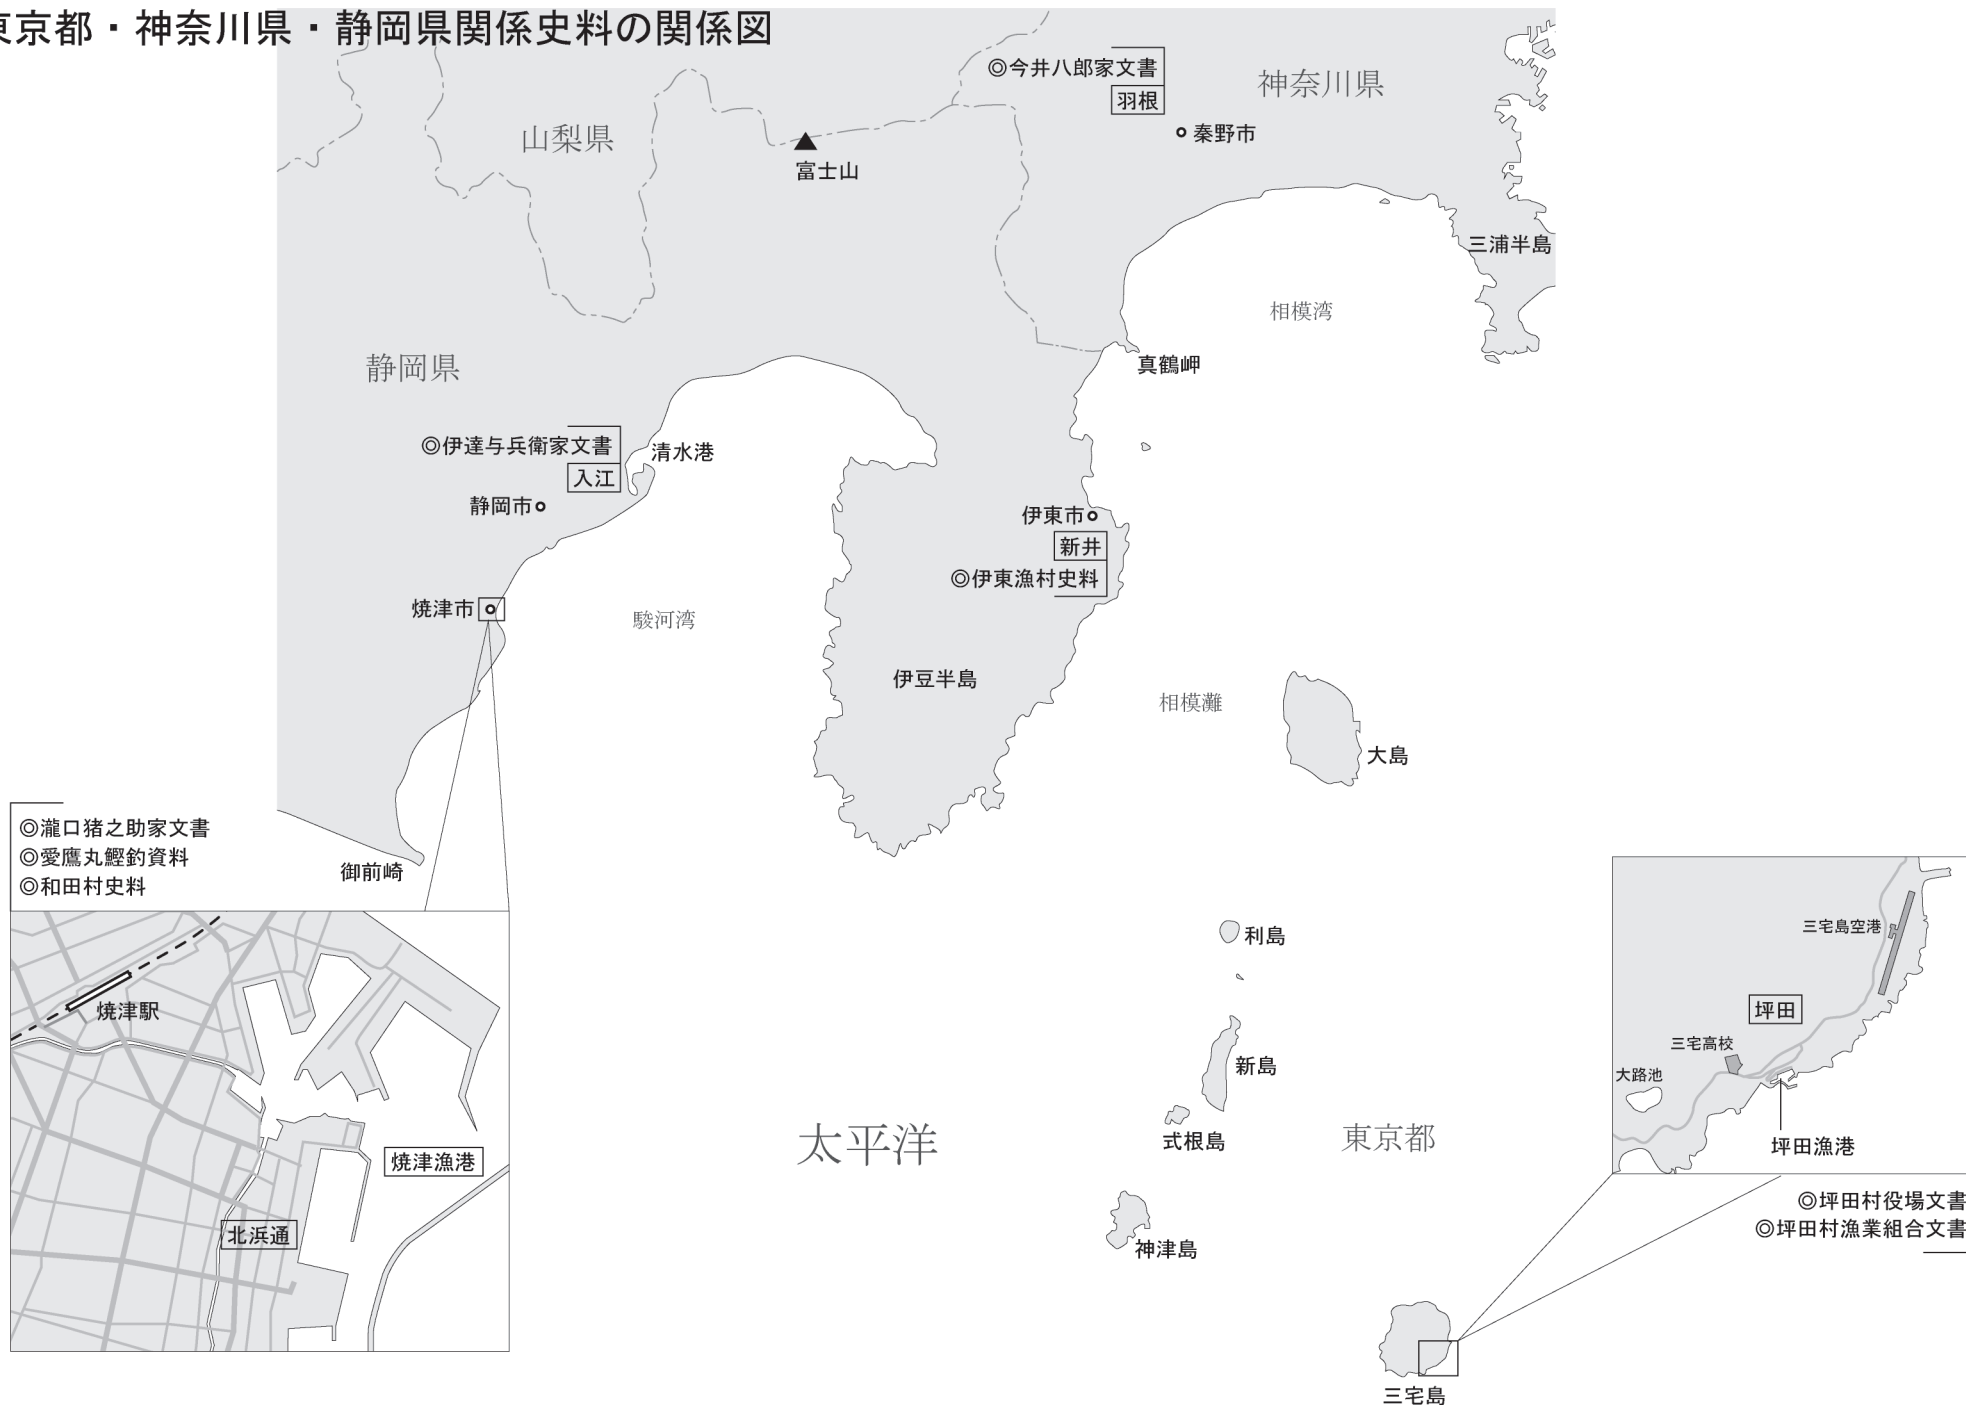 東京都・神奈川県・静岡県関係史料の関係図
◎今井八郎家文書
羽根
神奈川県
秦野市
山梨県
富士山
三浦半島
相模湾
静岡県
真鶴岬
◎伊達与兵衛家文書
入江
清水港
静岡市
伊東市
新井
◎伊東漁村史料
焼津市
駿河湾
伊豆半島
相模灘
大島
◎瀧口猪之助家文書
◎愛鷹丸鰹釣資料
◎和田村史料
御前崎
焼津駅
焼津漁港
北浜通
利島
新島
式根島
太平洋
東京都
神津島
三宅島
三宅島空港
坪田
三宅高校
大路池
坪田漁港
◎坪田村役場文書
◎坪田村漁業組合文書